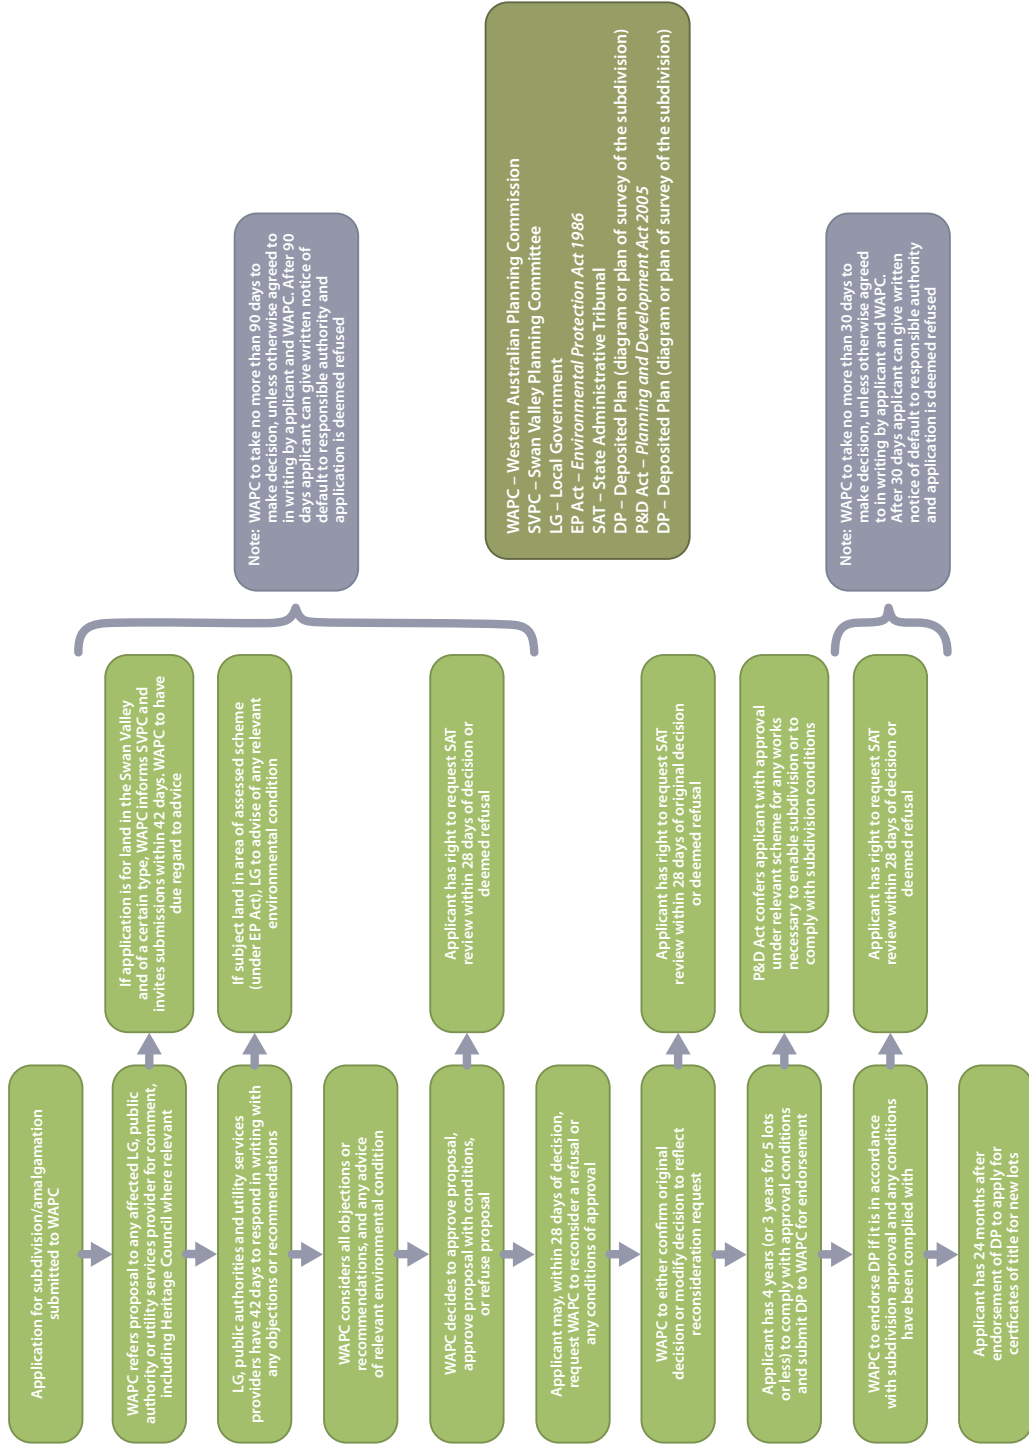 Application for subdivision/amalgamation
submitted to WAPC
WAPC refers proposal to any affected LG, public
authority or utility services provider for comment,
including Heritage Council where relevant
If application is for land in the Swan Valley
and of a certain type, WAPC informs SVPC and
invites submissions within 42 days. WAPC to have
due regard to advice
LG, public authorities and utility services
providers have 42 days to respond in writing with
any objections or recommendations
If subject land in area of assessed scheme
(under EP Act), LG to advise of any relevant
environmental condition
WAPC considers all objections or
recommendations, and any advice
of relevant environmental condition
WAPC decides to approve proposal,
approve proposal with conditions,
or refuse proposal
Applicant has right to request SAT
review within 28 days of decision or
deemed refusal
Note: WAPC to take no more than 90 days to
make decision, unless otherwise agreed to
in writing by applicant and WAPC. After 90
days applicant can give written notice of
default to responsible authority and
application is deemed refused
Applicant may, within 28 days of decision,
request WAPC to reconsider a refusal or
any conditions of approval
WAPC to either confirm original
decision or modify decision to reflect
reconsideration request
Applicant has right to request SAT
review within 28 days of original decision
or deemed refusal
Applicant has 4 years (or 3 years for 5 lots
or less) to comply with approval conditions
and submit DP to WAPC for endorsement
P&D Act confers applicant with approval
under relevant scheme for any works
necessary to enable subdivision or to
comply with subdivision conditions
WAPC to endorse DP if it is in accordance
with subdivision approval and any conditions
have been complied with
Applicant has right to request SAT
review within 28 days of decision or
deemed refusal
Note: WAPC to take no more than 30 days to
make decision, unless otherwise agreed
to in writing by applicant and WAPC.
After 30 days applicant can give written
notice of default to responsible authority
and application is deemed refused
Applicant has 24 months after
endorsement of DP to apply for
certficates of title for new lots
WAPC – Western Australian Planning Commission
SVPC – Swan Valley Planning Committee
LG – Local Government
EP Act – Environmental Protection Act 1986
SAT – State Administrative Tribunal
DP – Deposited Plan (diagram or plan of survey of the subdivision)
P&D Act – Planning and Development Act 2005
DP – Deposited Plan (diagram or plan of survey of the subdivision)